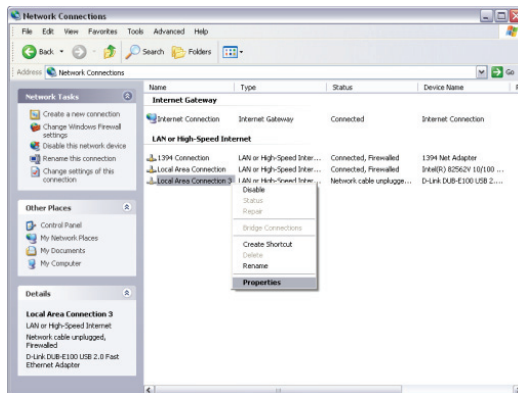 Network Connections
File Edit View Favorites Tools Advanced Help
Back Search Folders
Address Network Connections Go
Network Tasks
Create a new connection
Change Windows Firewall
settings
Disable this network device
Rename this connection
Change settings of this
connection
Other Places
Control Panel
My Network Places
My Documents
My Computer
Details
Local Area Connection 3
LAN or High-Speed Internet
Network cable unplugged,
Firewalled
D-Link DUB-E100 USB 2.0 Fast
Ethernet Adapter
Name Type Status Device Name
Internet Gateway
Internet Connection Internet Gateway Connected Internet Connection
LAN or High-Speed Internet
1394 Connection LAN or High-Speed Inter... Connected, Firewalled 1394 Net Adapter
Local Area Connection LAN or High-Speed Inter... Connected, Firewalled Intel(R) 82562V 10/100 ...
Local Area Connection 3 LAN or High-Speed Inter... Network cable unplugge... D-Link DUB-E100 USB 2....
Disable
Status
Repair
Bridge Connections
Create Shortcut
Delete
Rename
Properties